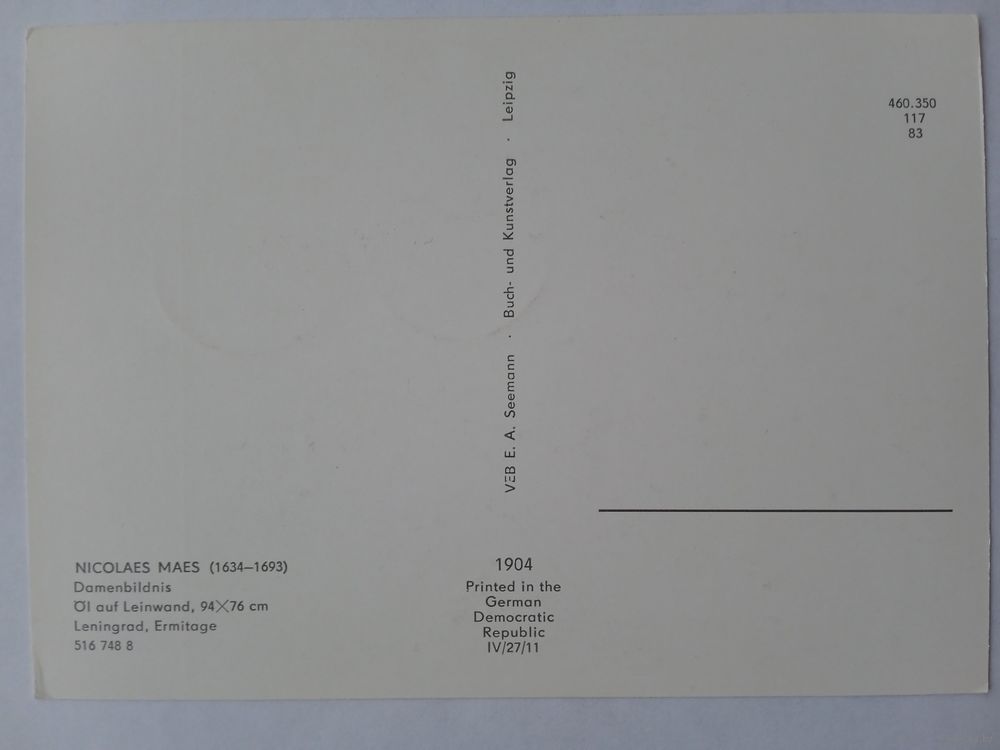 460.350
117
83
VEB E. A. Seemann · Buch- und Kunstverlag · Leipzig
NICOLAES MAES (1634—1693)
Damenbildnis
Öl auf Leinwand, 94×76 cm
Leningrad, Ermitage
516 748 8
1904
Printed in the
German
Democratic
Republic
IV/27/11